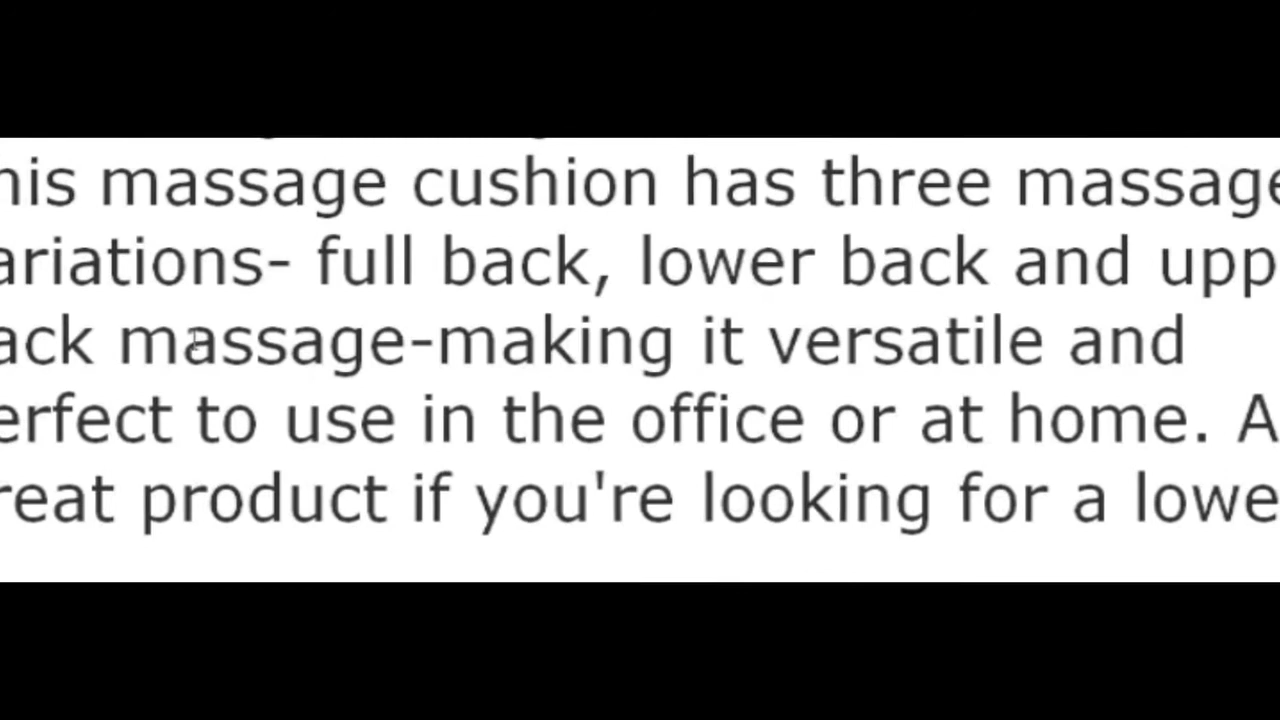 his massage cushion has three massage
ariations- full back, lower back and upp
ack massage-making it versatile and
erfect to use in the office or at home. A
reat product if you're looking for a lowe